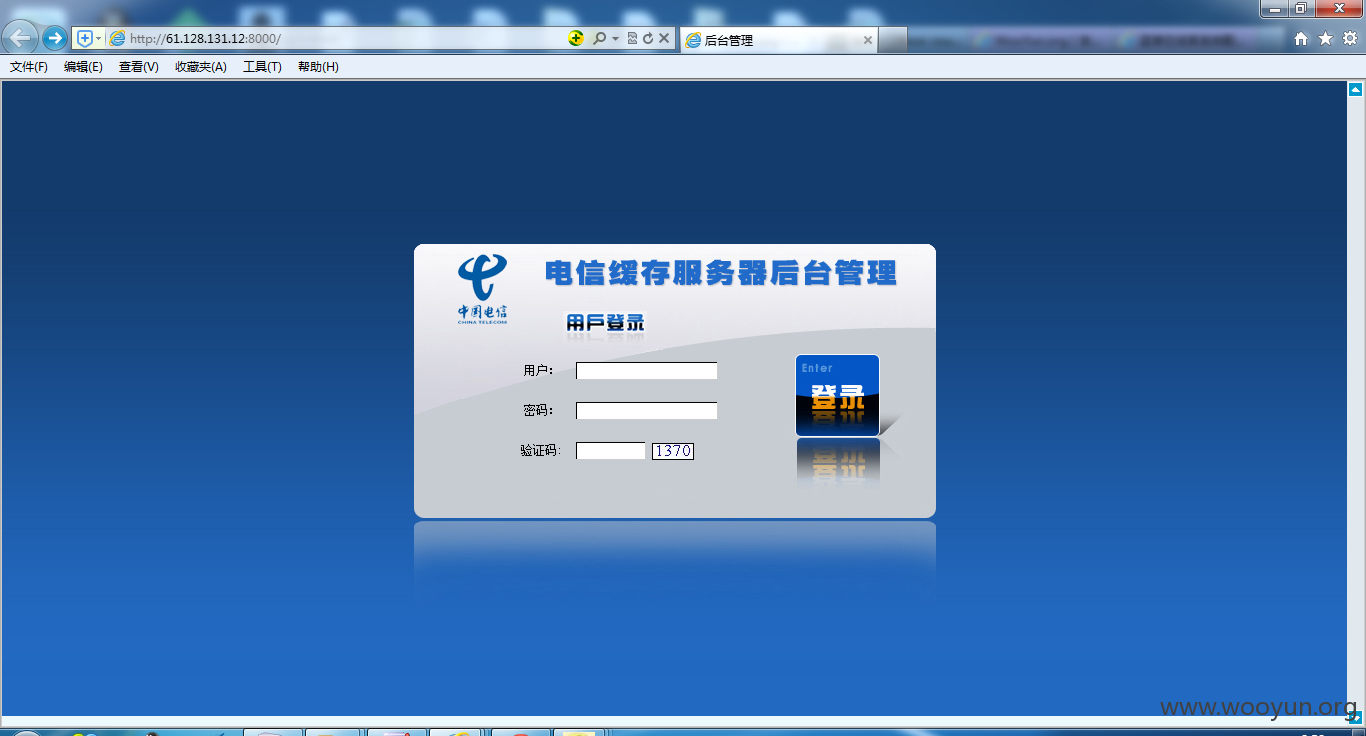 http://61.128.131.12:8000/
后台管理
文件(F) 编辑(E) 查看(V) 收藏夹(A) 工具(T) 帮助(H)
电信缓存服务器后台管理
中国电信
CHINA TELECOM
用戶登录
用户：
Enter
登录
密码：
验证码:
1370
www.wooyun.org